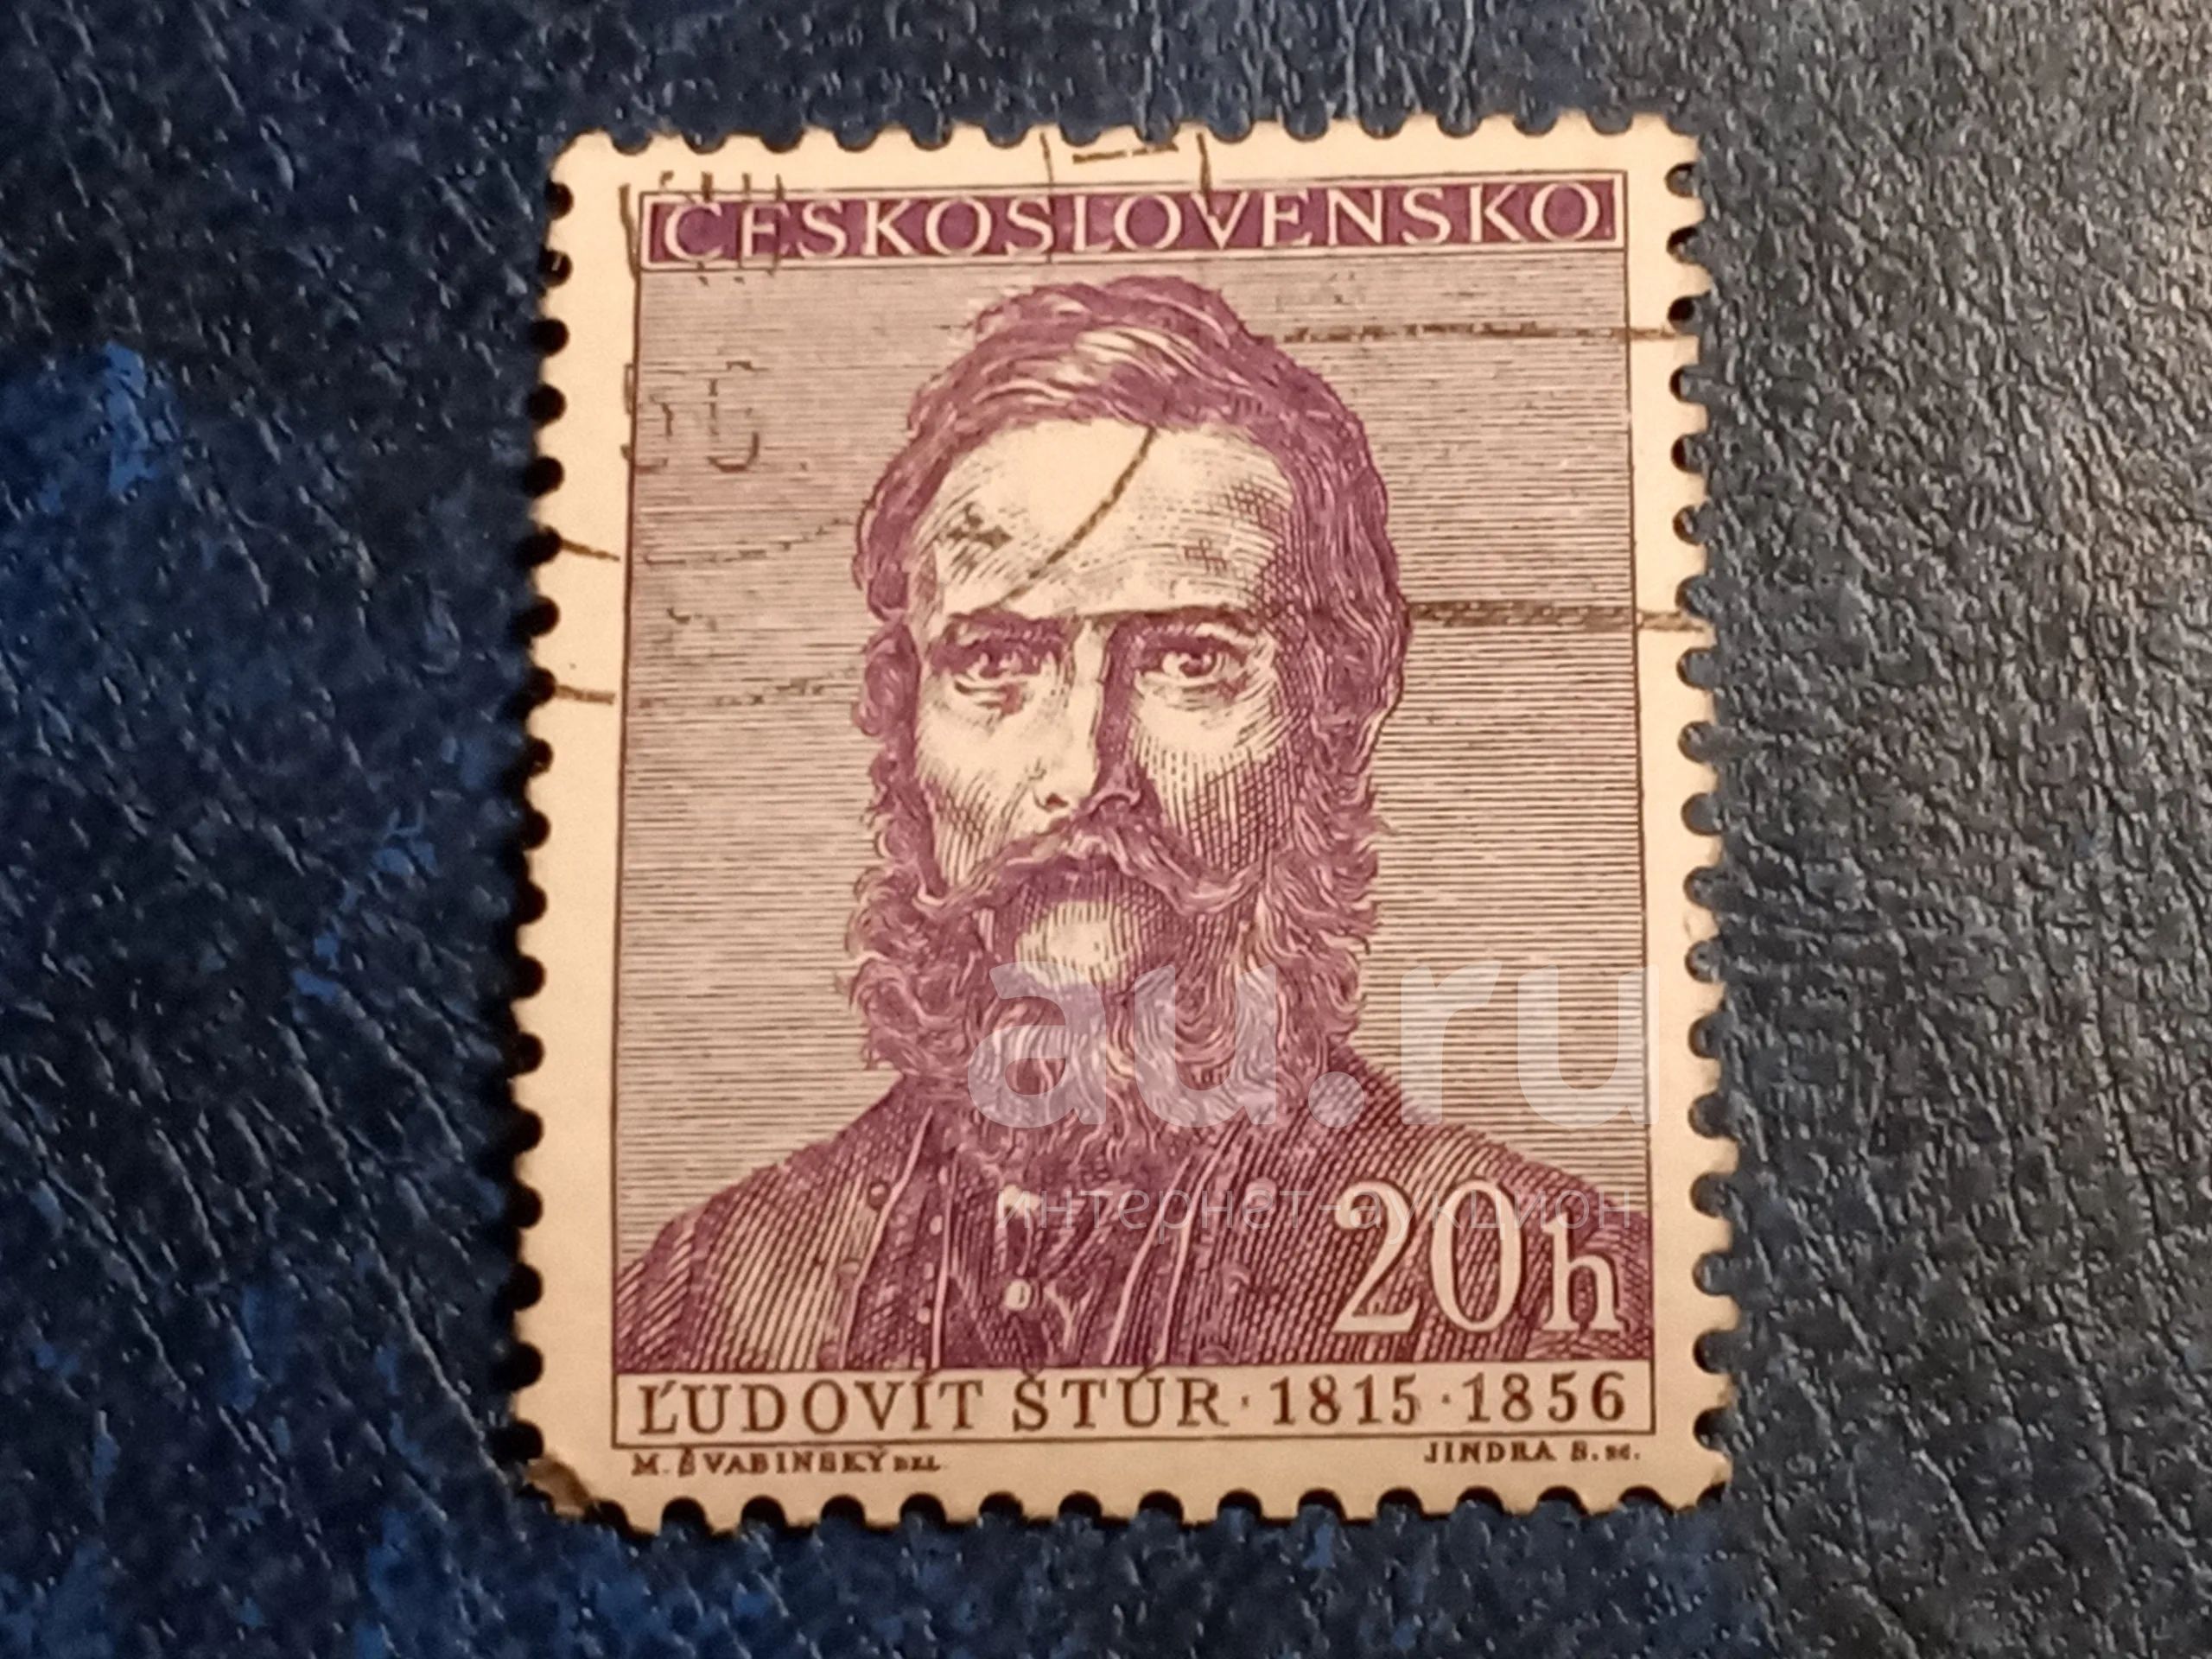 ČESKOSLOVENSKO
au.ru
интернет-аукцион
20h
ĽUDOVÍT ŠTÚR · 1815 · 1856
M. ŠVABINSKÝ DEL.
JINDRA S. sc.